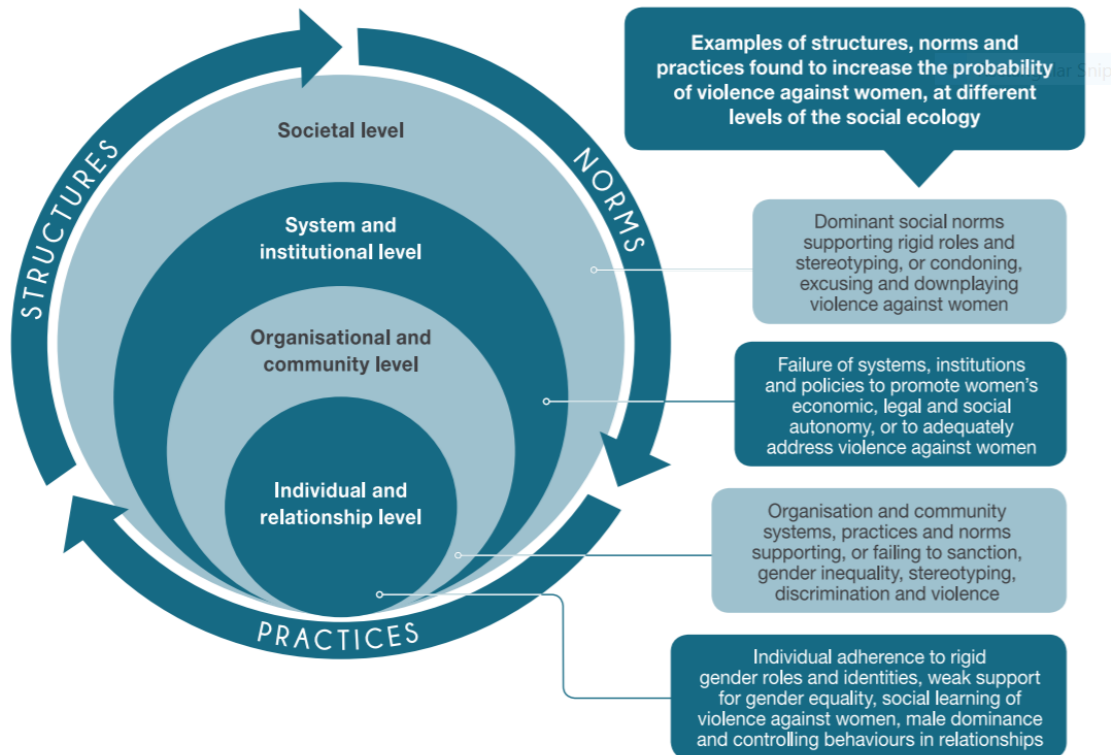 STRUCTURES
NORMS
PRACTICES
Societal level
System and
institutional level
Organisational and
community level
Individual and
relationship level
Examples of structures, norms and
practices found to increase the probability
of violence against women, at different
levels of the social ecology
Dominant social norms
supporting rigid roles and
stereotyping, or condoning,
excusing and downplaying
violence against women
Failure of systems, institutions
and policies to promote women’s
economic, legal and social
autonomy, or to adequately
address violence against women
Organisation and community
systems, practices and norms
supporting, or failing to sanction,
gender inequality, stereotyping,
discrimination and violence
Individual adherence to rigid
gender roles and identities, weak support
for gender equality, social learning of
violence against women, male dominance
and controlling behaviours in relationships